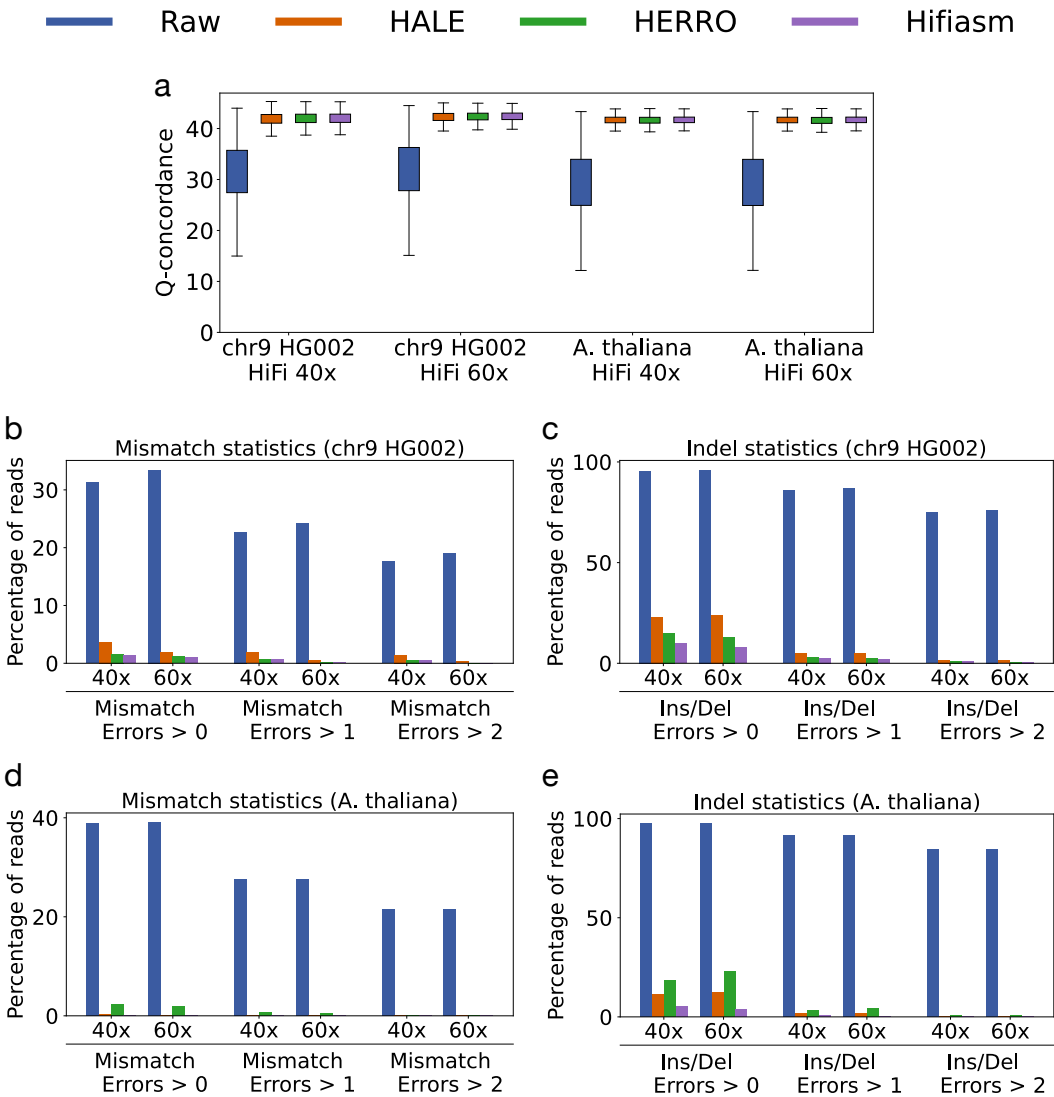 Raw HALE HERRO Hifiasm
a
Q-concordance
40
30
20
10
0
chr9 HG002 chr9 HG002 A. thaliana A. thaliana
HiFi 40x HiFi 60x HiFi 40x HiFi 60x
b
Mismatch statistics (chr9 HG002)
Percentage of reads
30
20
10
0
40x 60x 40x 60x 40x 60x
Mismatch Mismatch Mismatch
Errors > 0 Errors > 1 Errors > 2
c
Indel statistics (chr9 HG002)
Percentage of reads
100
50
0
40x 60x 40x 60x 40x 60x
Ins/Del Ins/Del Ins/Del
Errors > 0 Errors > 1 Errors > 2
d
Mismatch statistics (A. thaliana)
Percentage of reads
40
20
0
40x 60x 40x 60x 40x 60x
Mismatch Mismatch Mismatch
Errors > 0 Errors > 1 Errors > 2
e
Indel statistics (A. thaliana)
Percentage of reads
100
50
0
40x 60x 40x 60x 40x 60x
Ins/Del Ins/Del Ins/Del
Errors > 0 Errors > 1 Errors > 2